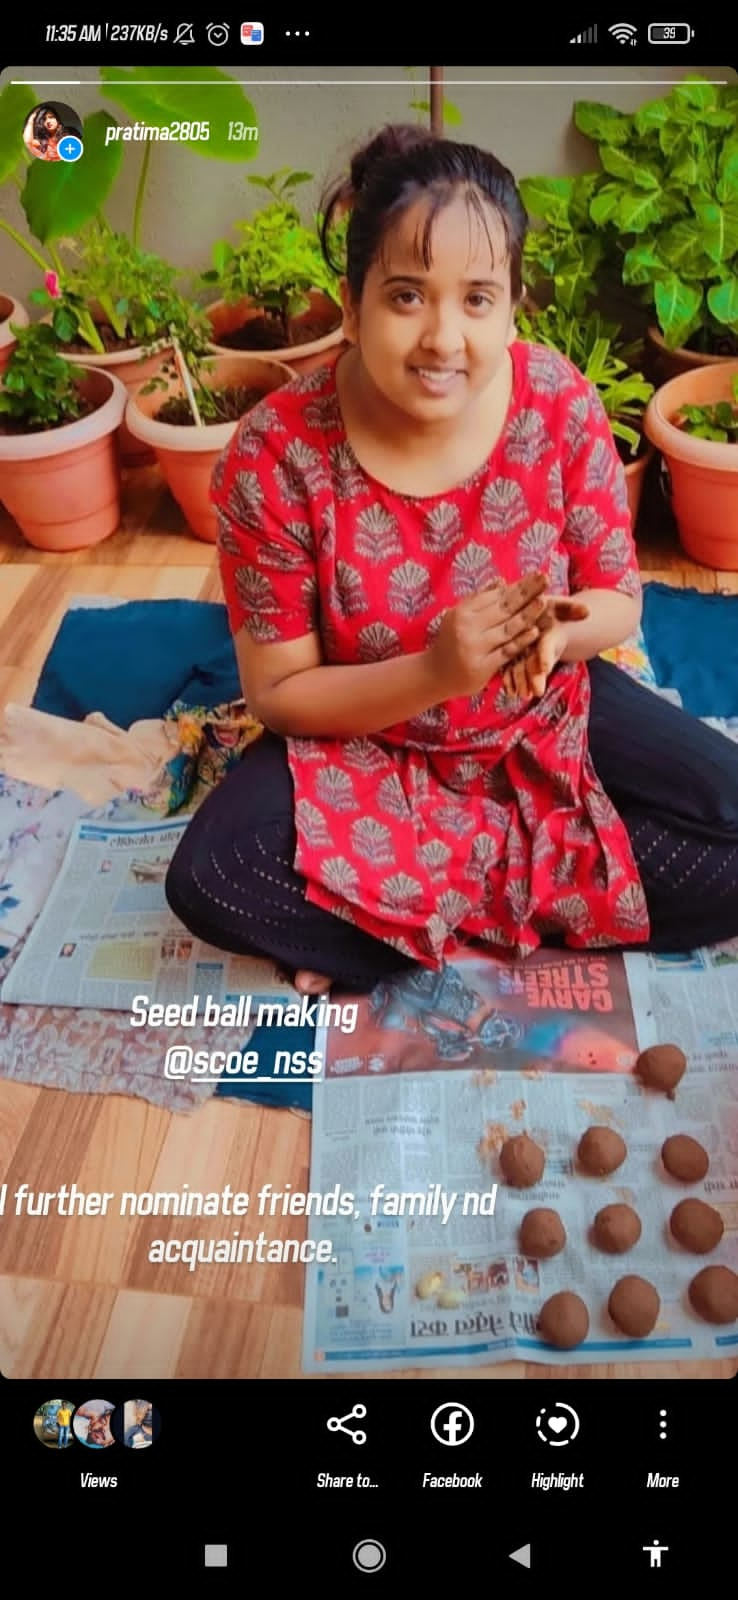 11:35 AM | 237KB/s
39
pratima2805 13m
CARVE
STREETS
Seed ball making
@scoe_nss
I further nominate friends, family nd
acquaintance.
Views
Share to...
Facebook
Highlight
More